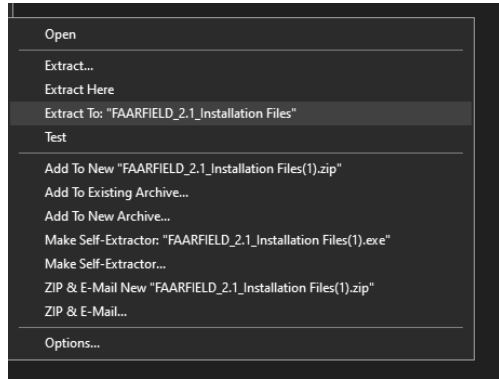 Open
Extract...
Extract Here
Extract To: "FAARFIELD_2.1_Installation Files"
Test
Add To New "FAARFIELD_2.1_Installation Files(1).zip"
Add To Existing Archive...
Add To New Archive...
Make Self-Extractor: "FAARFIELD_2.1_Installation Files(1).exe"
Make Self-Extractor...
ZIP & E-Mail New "FAARFIELD_2.1_Installation Files(1).zip"
ZIP & E-Mail...
Options...